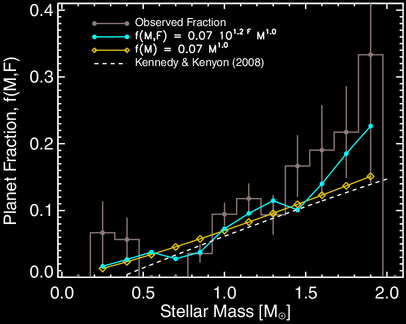 0.4
0.3
0.2
0.1
0.0
Planet Fraction, f(M,F)
Observed Fraction
f(M,F) = 0.07 10^1.2 F M^1.0
f(M) = 0.07 M^1.0
Kennedy & Kenyon (2008)
0.0 0.5 1.0 1.5 2.0
Stellar Mass [M☉]